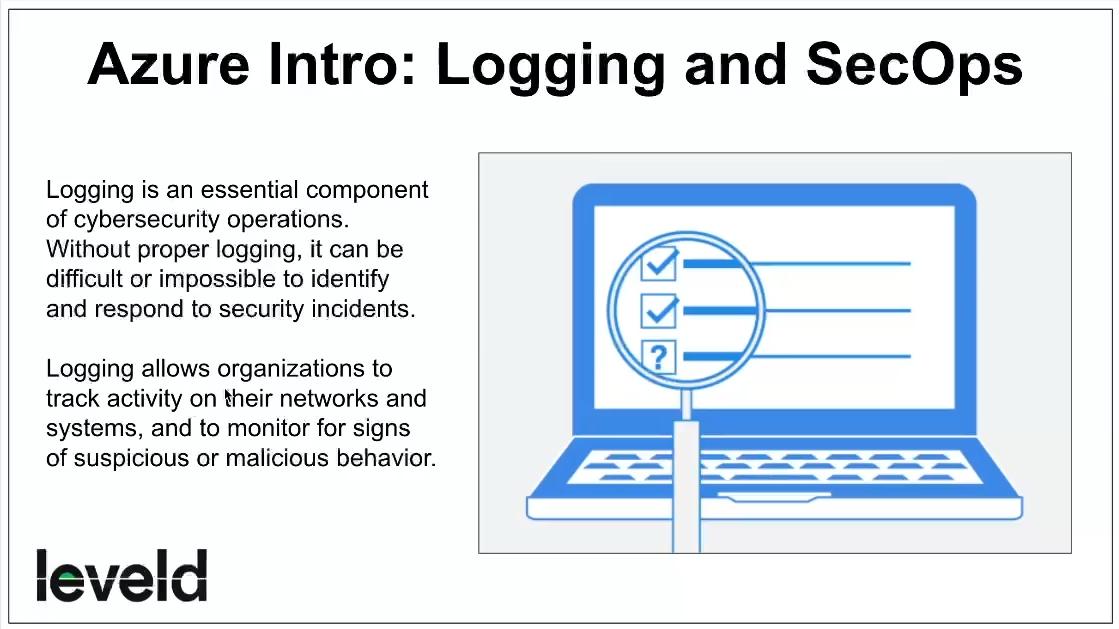 Azure Intro: Logging and SecOps
Logging is an essential component
of cybersecurity operations.
Without proper logging, it can be
difficult or impossible to identify
and respond to security incidents.
Logging allows organizations to
track activity on their networks and
systems, and to monitor for signs
of suspicious or malicious behavior.
?
leveld